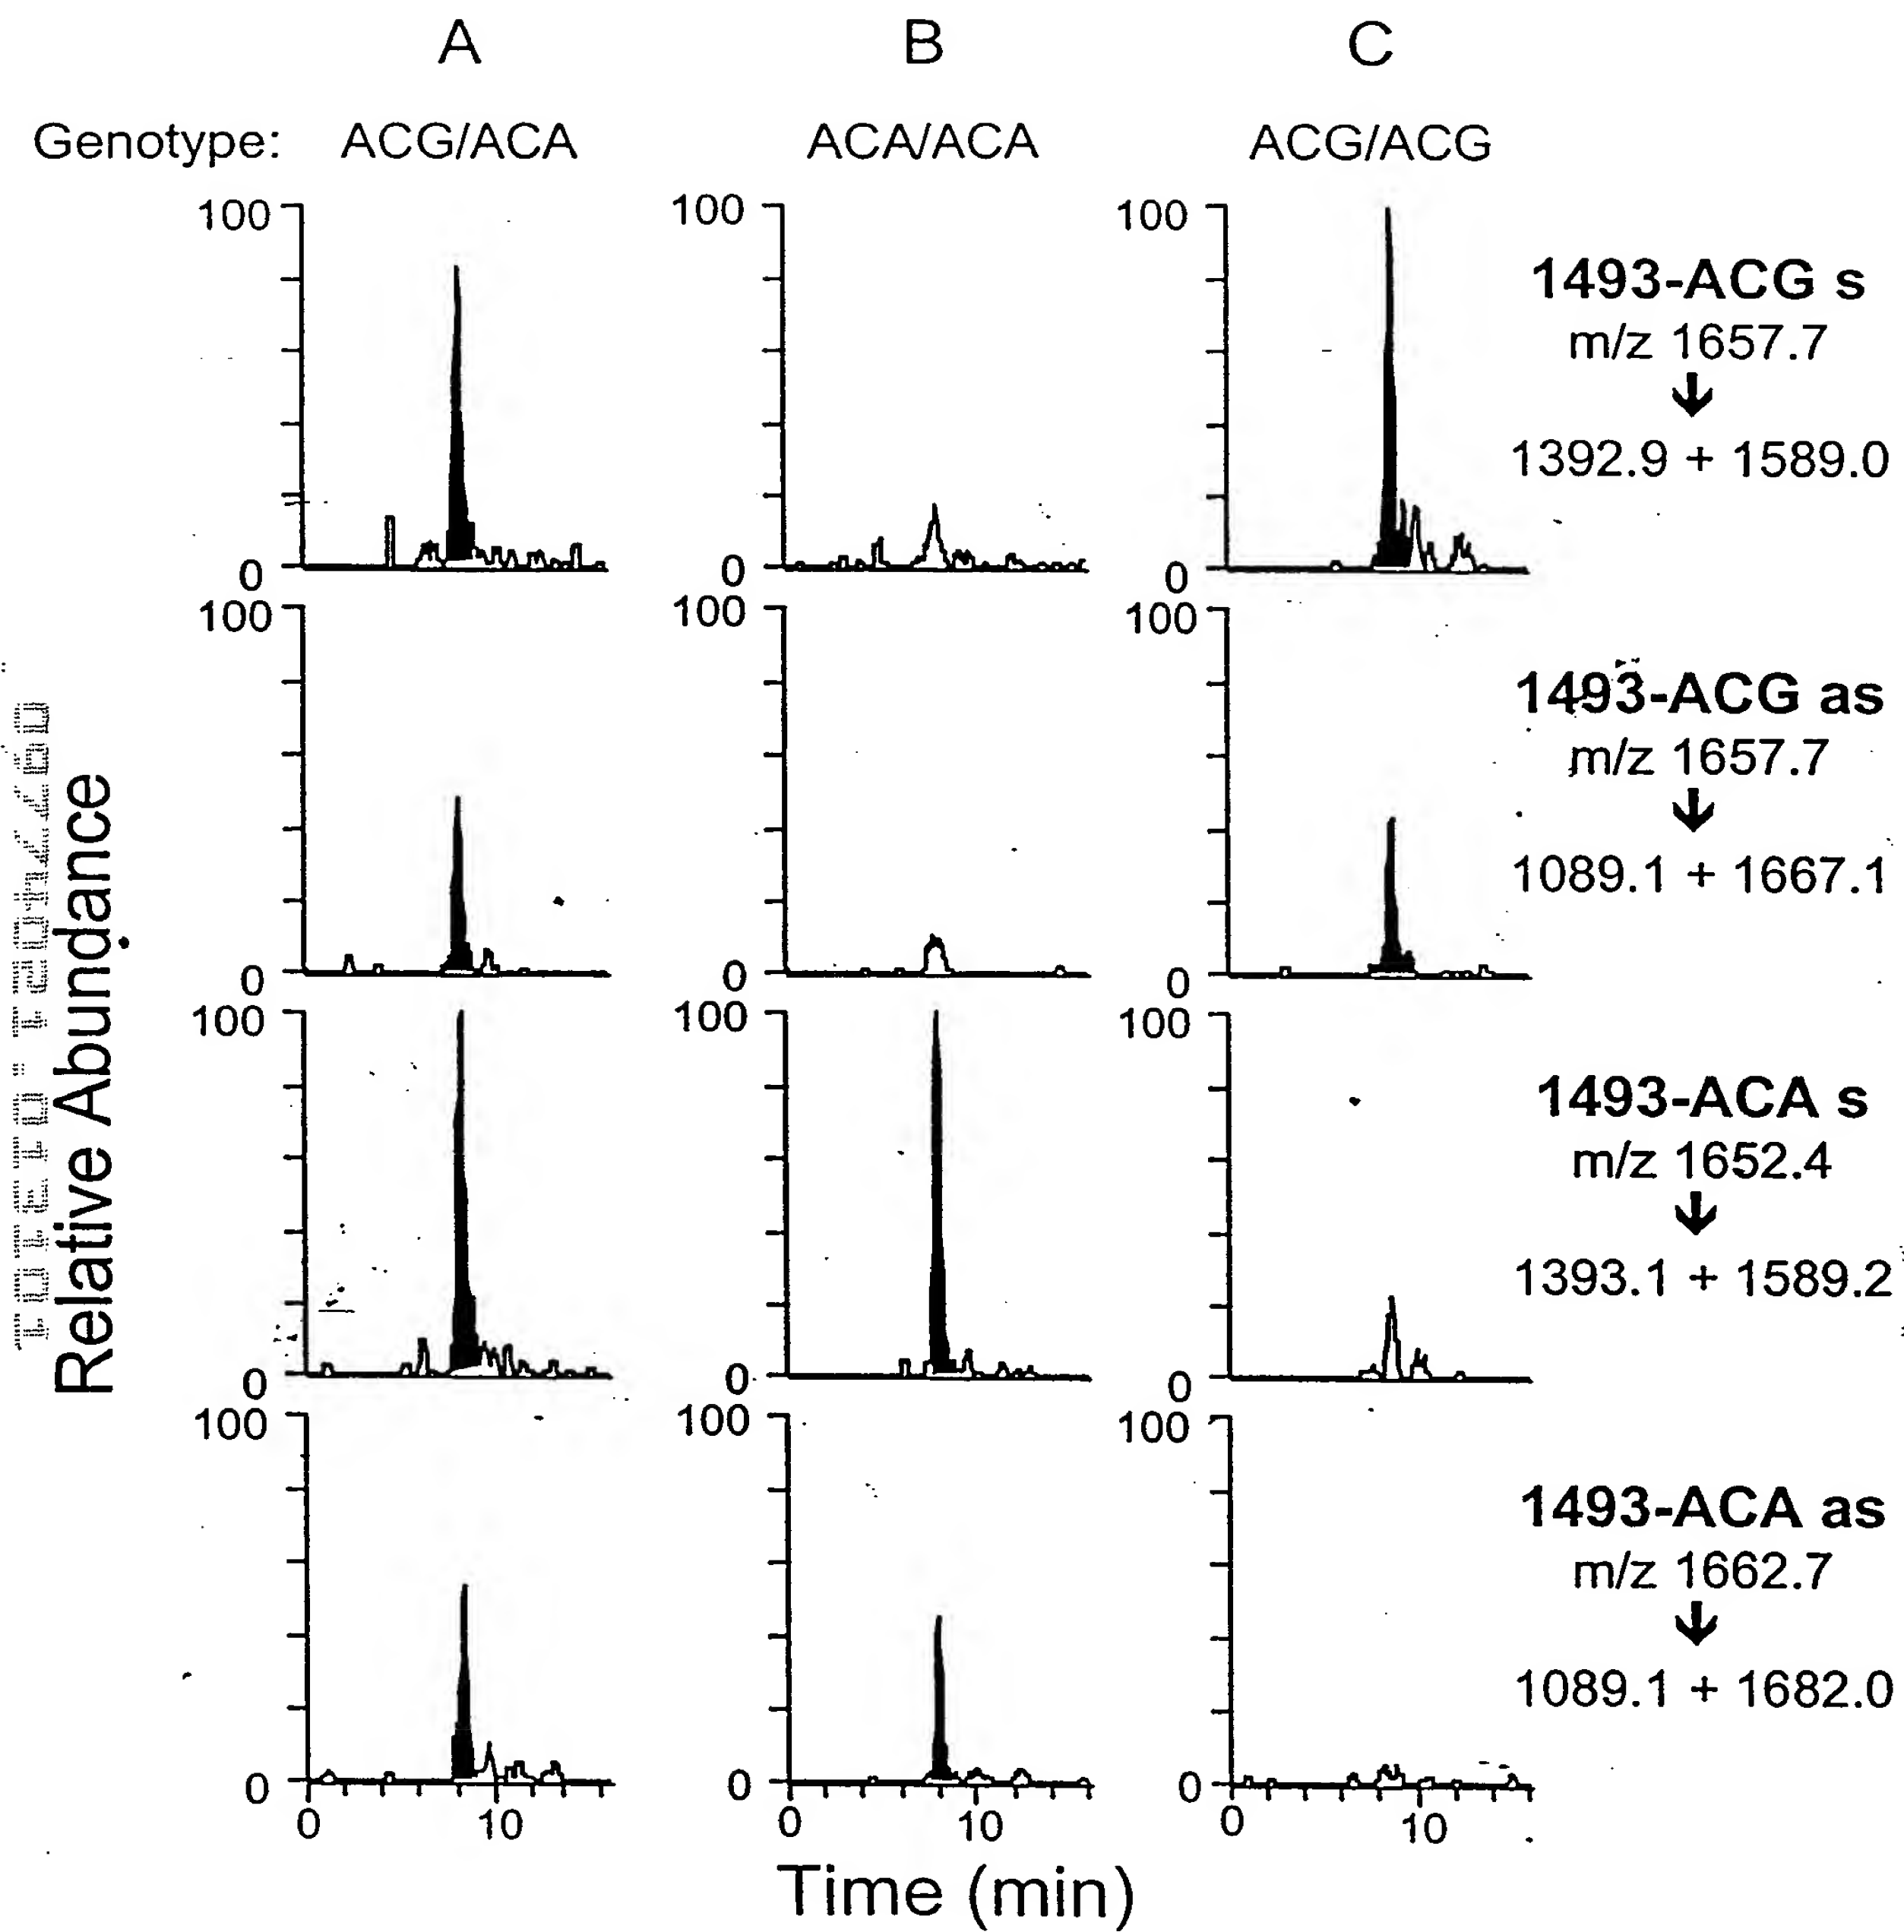 A B C
Genotype: ACG/ACA ACA/ACA ACG/ACG
100 100 100
1493-ACG s
m/z 1657.7
1392.9 + 1589.0
0 0 0
100 100 100
1493-ACG as
m/z 1657.7
1089.1 + 1667.1
0 0 0
Relative Abundance
100 100 100
1493-ACA s
m/z 1652.4
1393.1 + 1589.2
0 0 0
100 100 100
1493-ACA as
m/z 1662.7
1089.1 + 1682.0
0 0 0
0 10 0 10 0 10
Time (min)